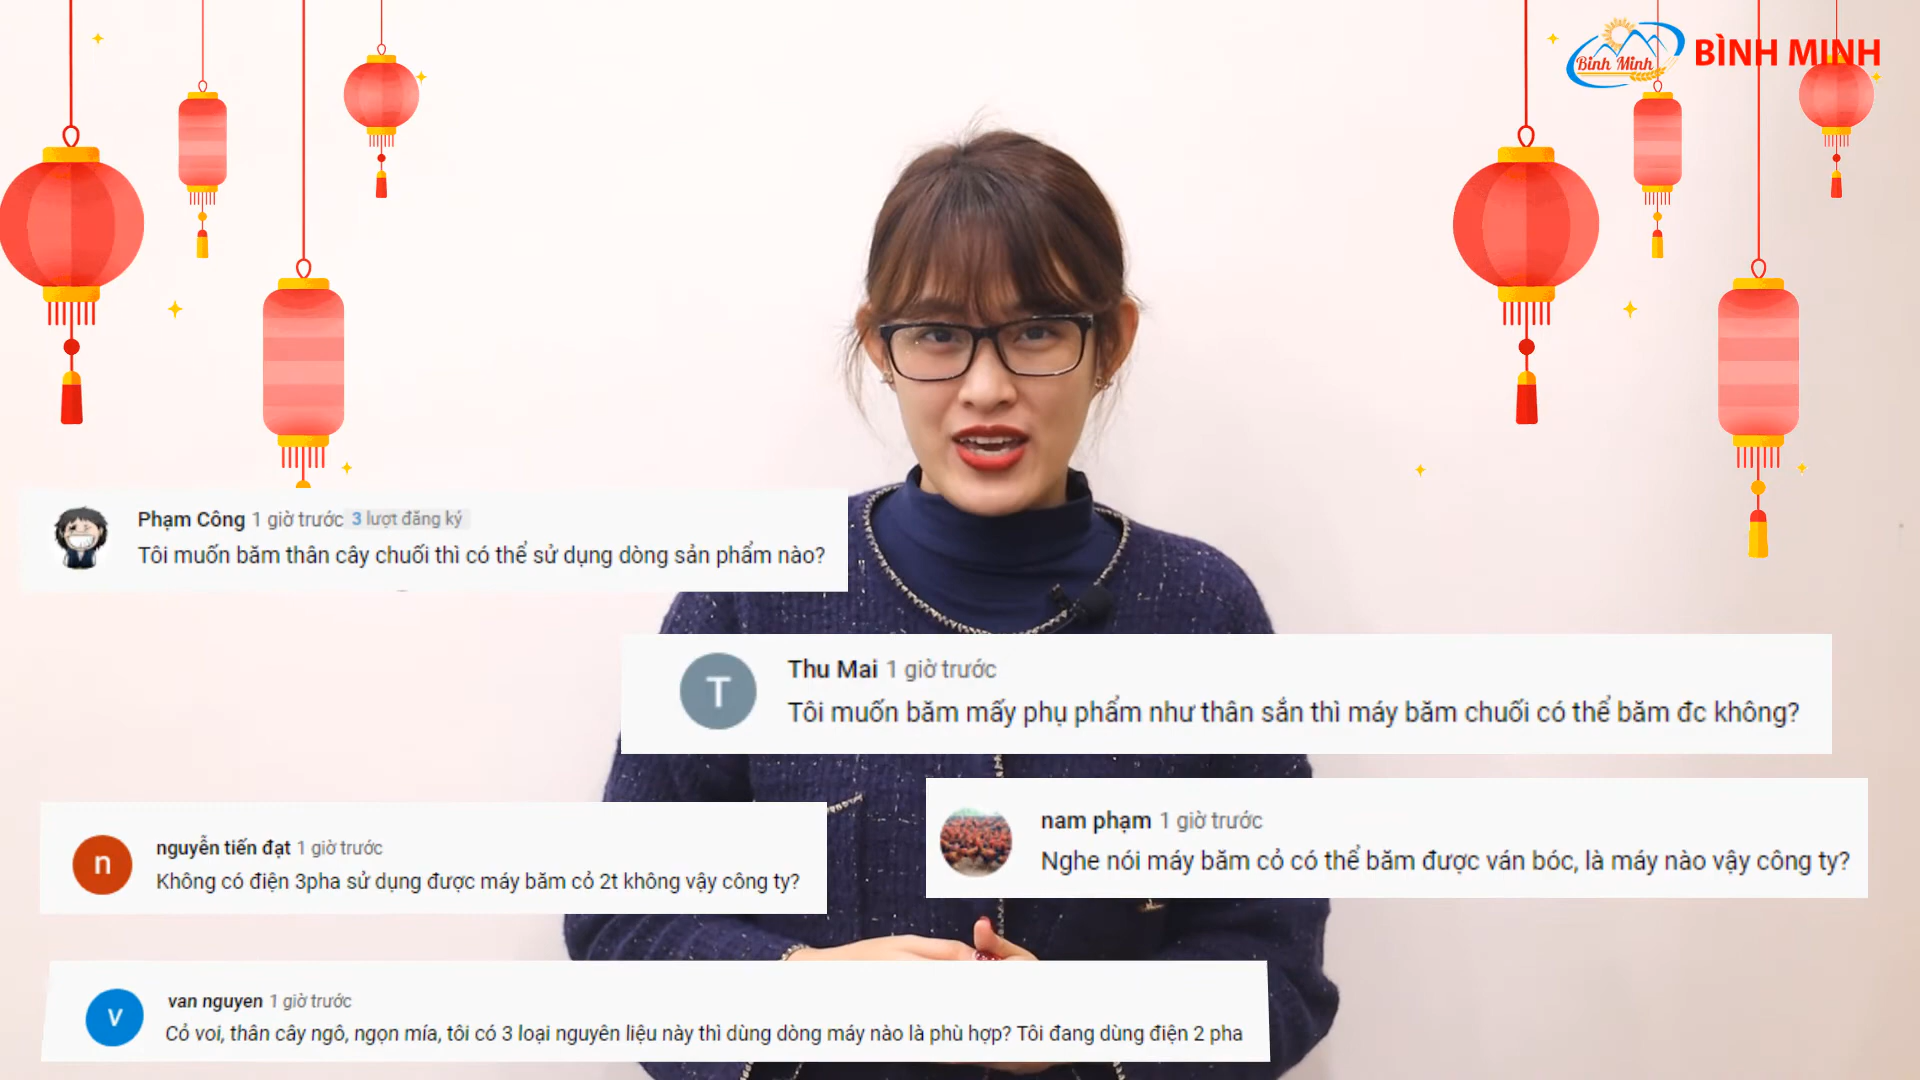 Bình Minh
BÌNH MINH
Phạm Công 1 giờ trước 3 lượt đăng ký
Tôi muốn băm thân cây chuối thì có thể sử dụng dòng sản phẩm nào?
T
Thu Mai 1 giờ trước
Tôi muốn băm mấy phụ phẩm như thân sắn thì máy băm chuối có thể băm đc không?
nam phạm 1 giờ trước
Nghe nói máy băm cỏ có thể băm được ván bóc, là máy nào vậy công ty?
n
nguyễn tiến đạt 1 giờ trước
Không có điện 3pha sử dụng được máy băm cỏ 2t không vậy công ty?
v
van nguyen 1 giờ trước
Cỏ voi, thân cây ngô, ngọn mía, tôi có 3 loại nguyên liệu này thì dùng dòng máy nào là phù hợp? Tôi đang dùng điện 2 pha